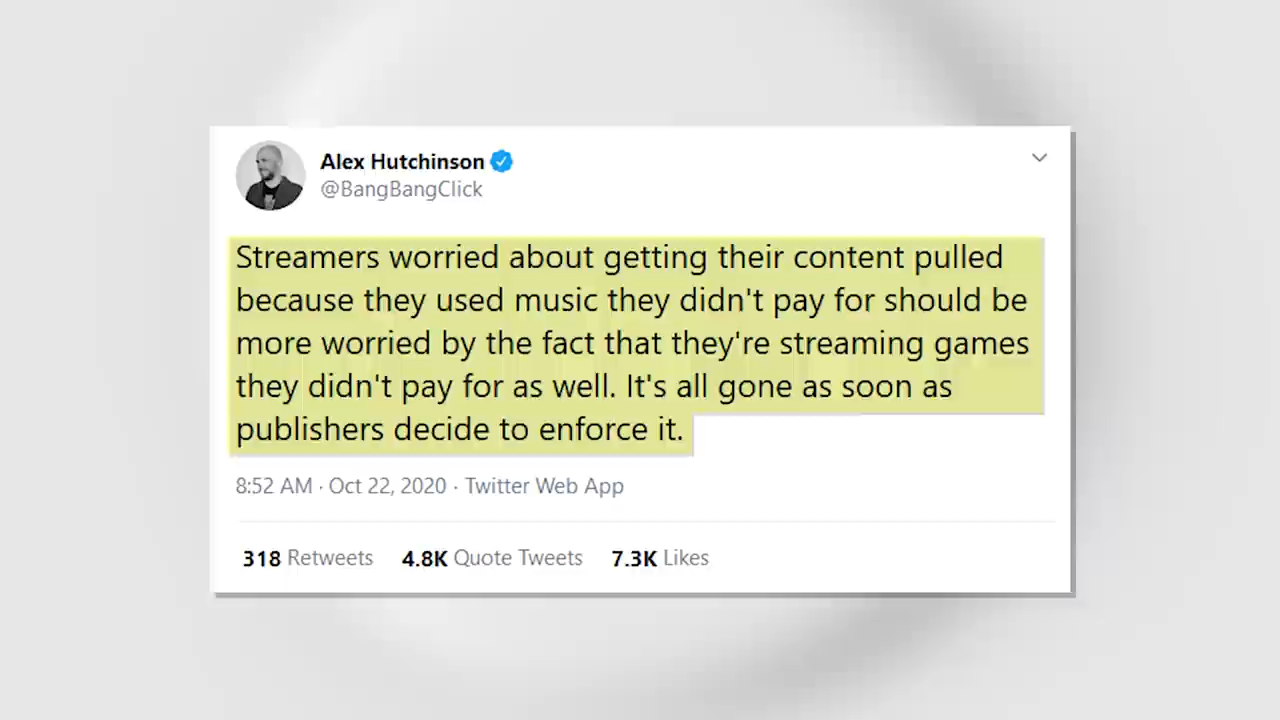 Alex Hutchinson
@BangBangClick
Streamers worried about getting their content pulled
because they used music they didn't pay for should be
more worried by the fact that they're streaming games
they didn't pay for as well. It's all gone as soon as
publishers decide to enforce it.
8:52 AM · Oct 22, 2020 · Twitter Web App
318 Retweets 4.8K Quote Tweets 7.3K Likes